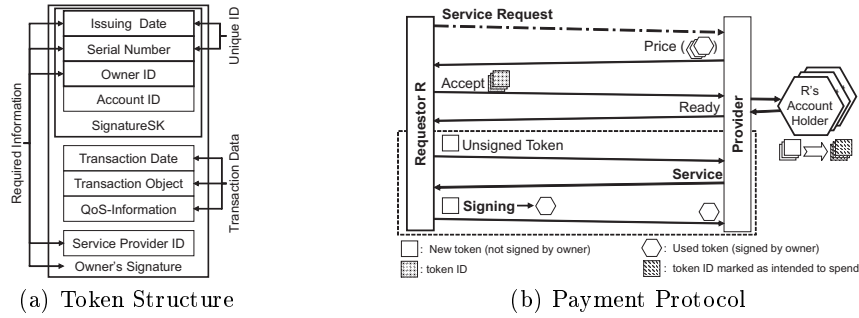 Required Information
Issuing Date
Serial Number
Owner ID
Account ID
SignatureSK
Unique ID
Transaction Date
Transaction Object
QoS-Information
Transaction Data
Service Provider ID
Owner's Signature
(a) Token Structure
Service Request
Price (
)
Accept
Ready
Requestor R
Provider
R's
Account
Holder
Unsigned Token
Service
Signing
: New token (not signed by owner)
: Used token (signed by owner)
: token ID
: token ID marked as intended to spend
(b) Payment Protocol